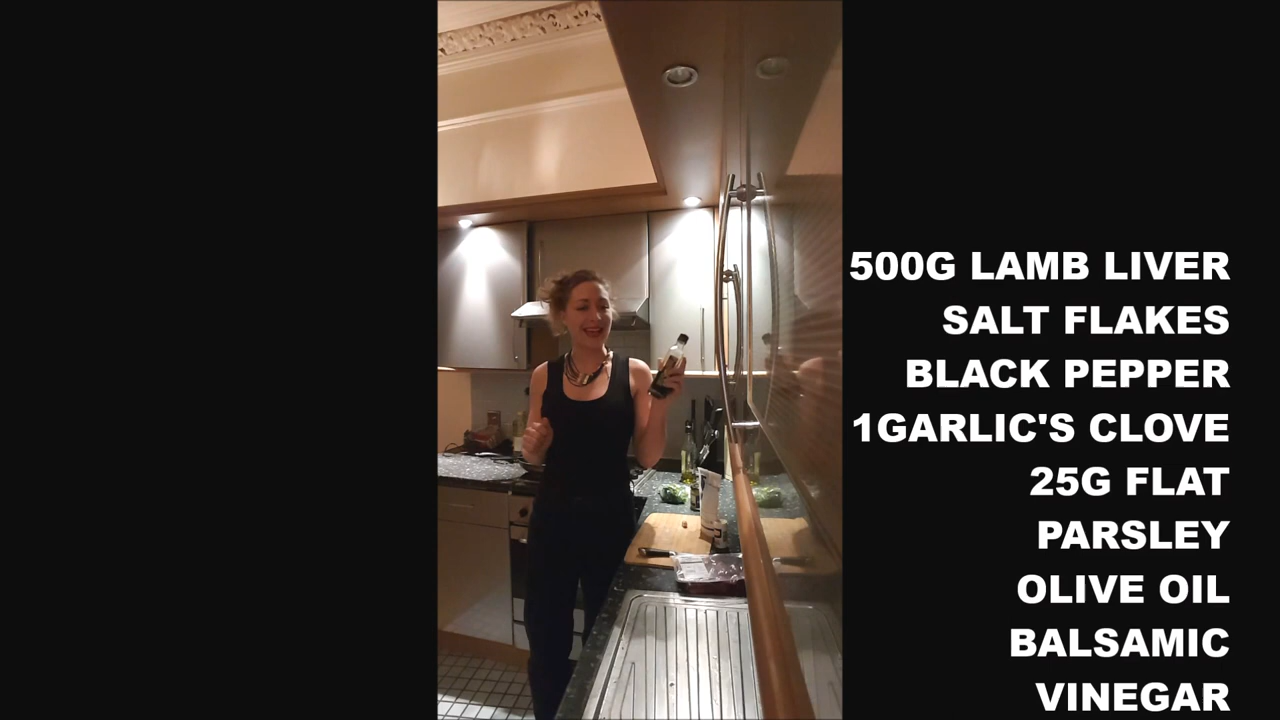 500G LAMB LIVER
SALT FLAKES
BLACK PEPPER
1GARLIC'S CLOVE
25G FLAT
PARSLEY
OLIVE OIL
BALSAMIC
VINEGAR